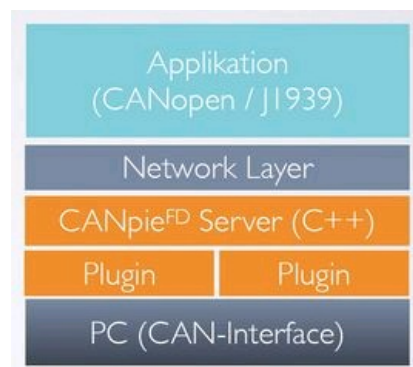 Applikation
(CANopen / J1939)
Network Layer
CANpieFD Server (C++)
Plugin
Plugin
PC (CAN-Interface)